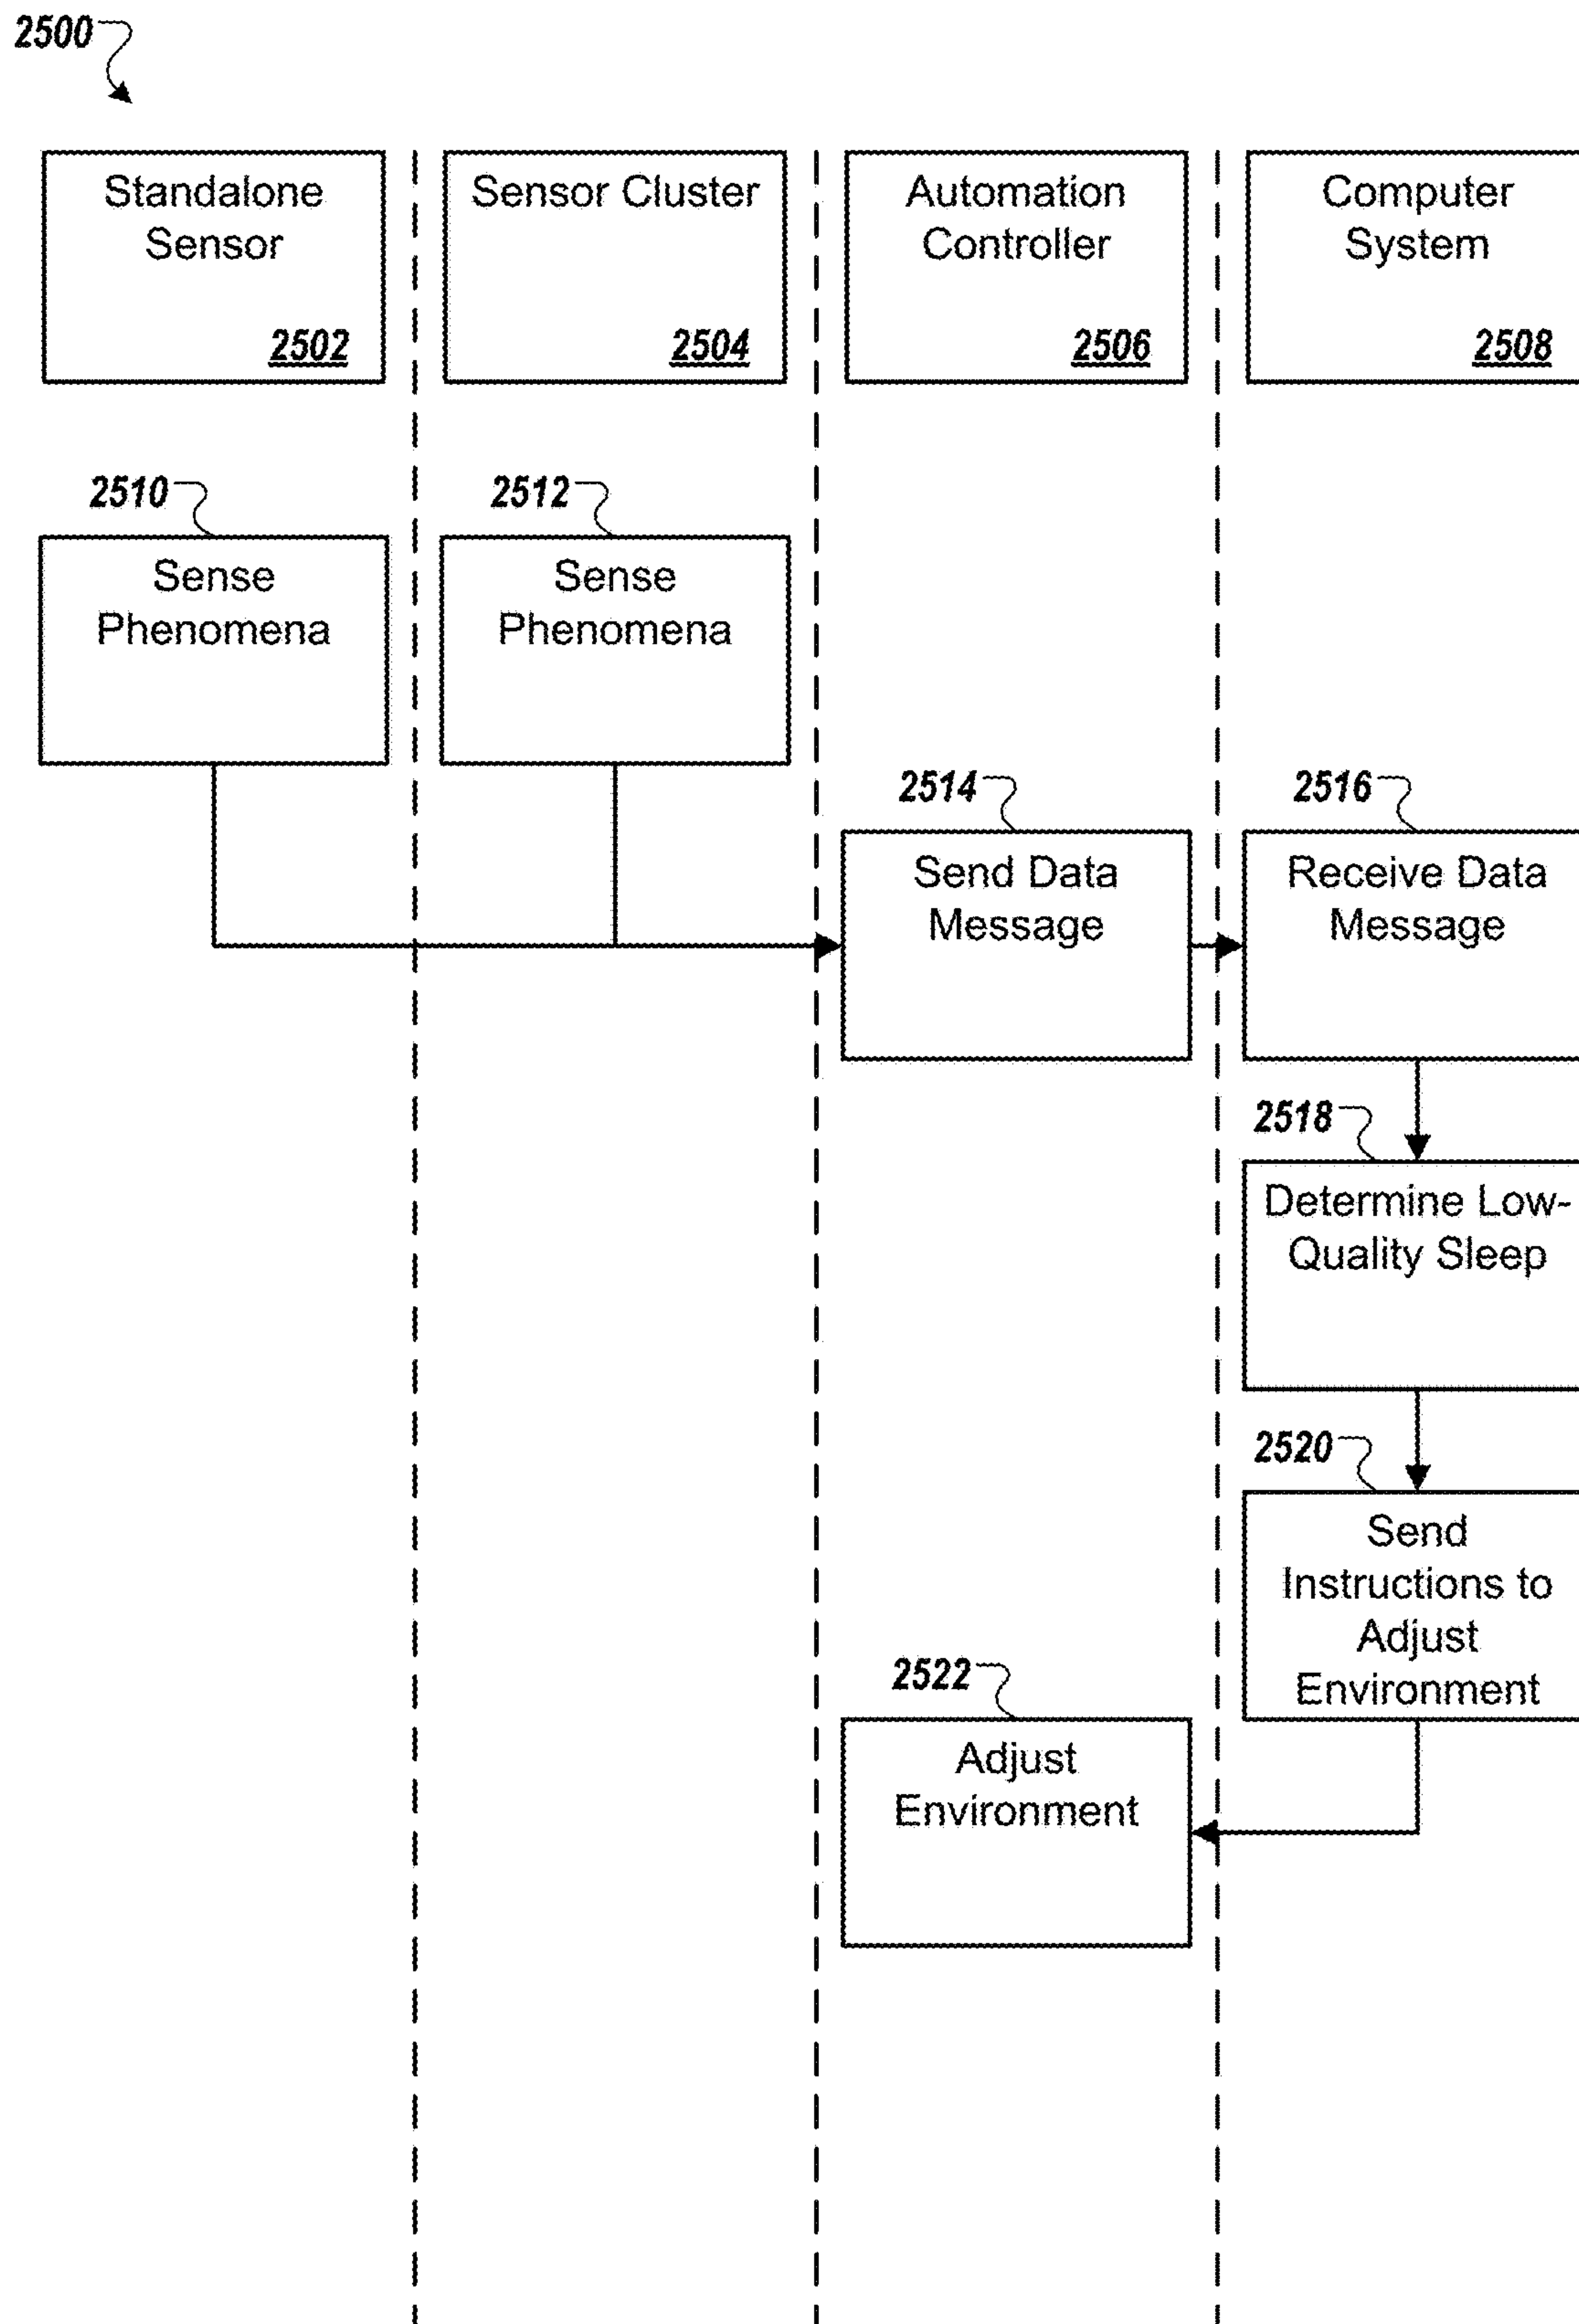 2500
Standalone
Sensor
2502
Sensor Cluster
2504
Automation
Controller
2506
Computer
System
2508
2510
Sense
Phenomena
2512
Sense
Phenomena
2514
Send Data
Message
2516
Receive Data
Message
2518
Determine Low-
Quality Sleep
2520
Send
Instructions to
Adjust
Environment
2522
Adjust
Environment